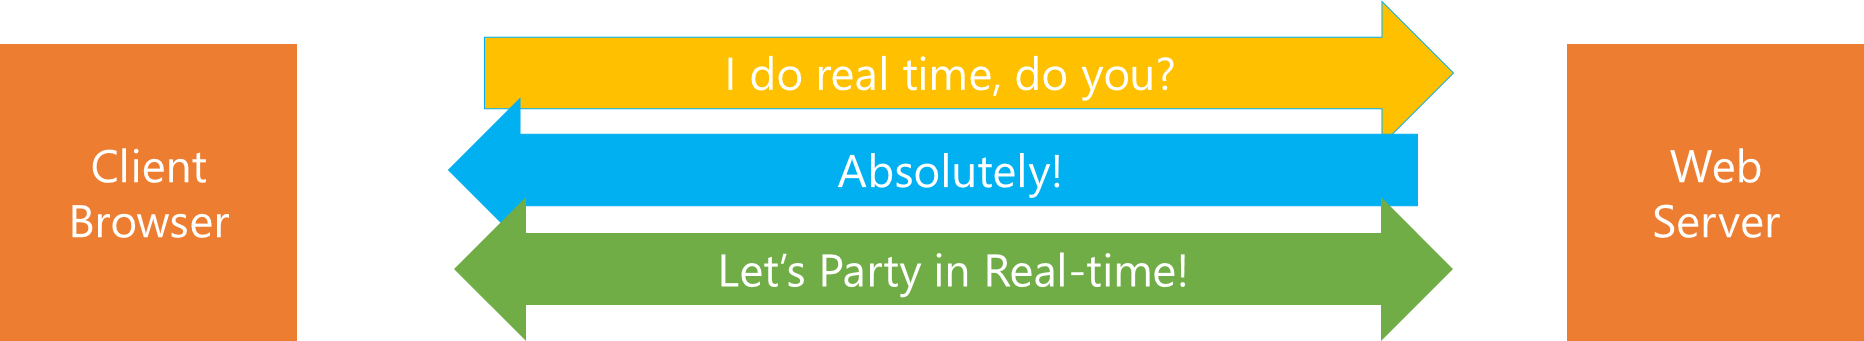 I do real time, do you?
Absolutely!
Let’s Party in Real-time!
Client
Browser
Web
Server